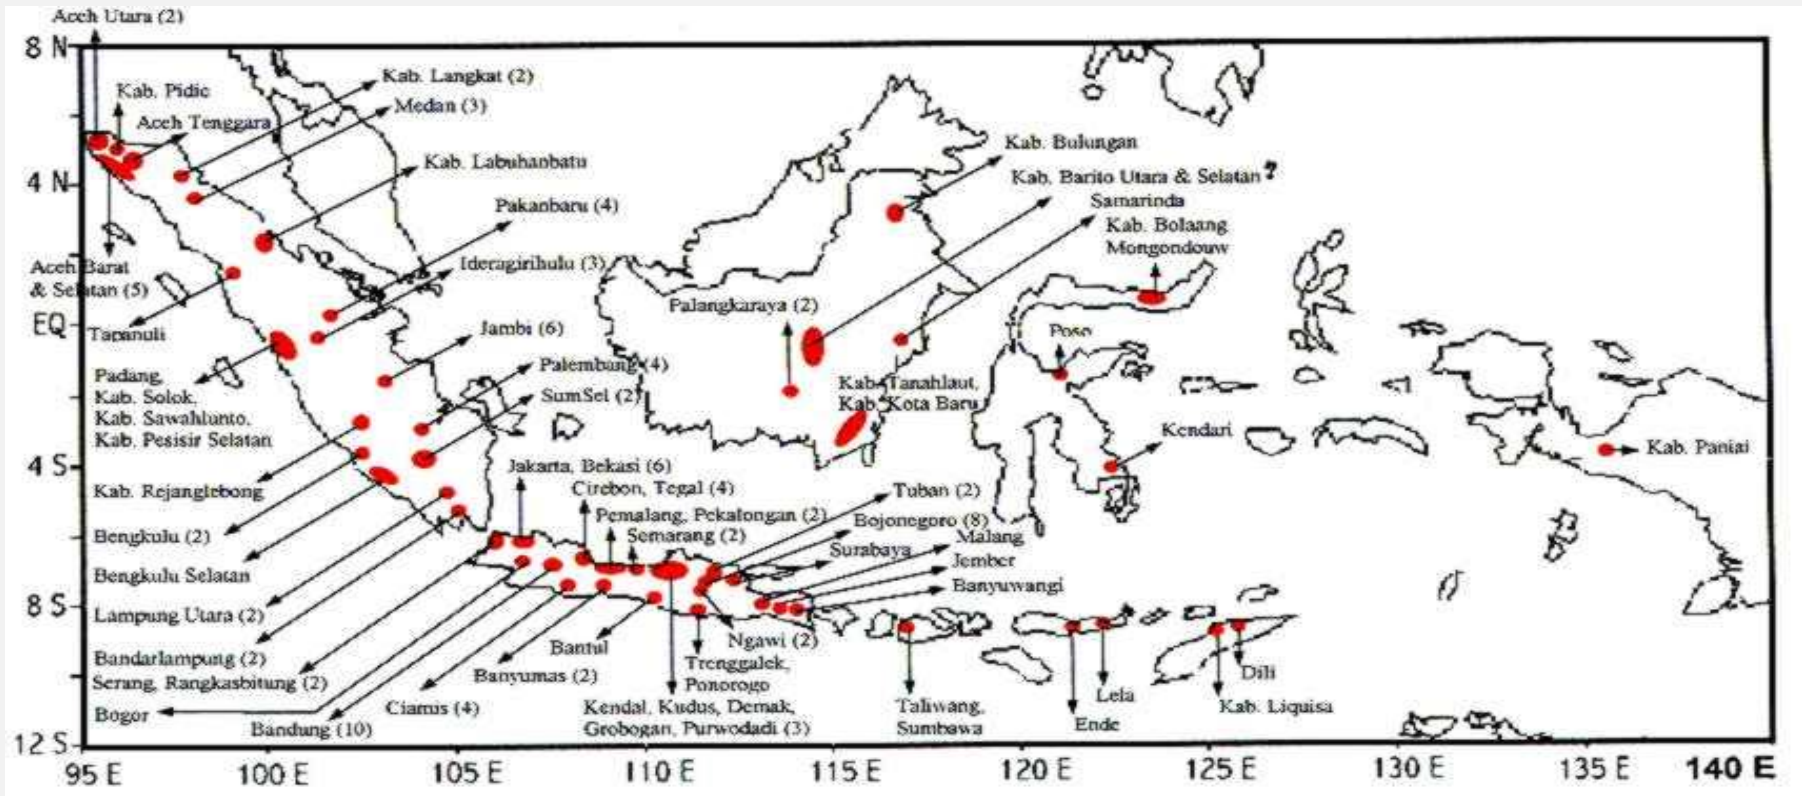 Aceh Utara (2)
8 N
Kab. Pidie
Aceh Tenggara
Kab. Langkat (2)
Medan (3)
Kab. Labuhanbatu
Pakanbaru (4)
Ideragirihulu (3)
4 N
Aceh Barat
& Selatan (5)
Tapanuli
EQ
Jambi (6)
Palembang (4)
SumSel (2)
Padang,
Kab. Solok,
Kab. Sawahlunto,
Kab. Pesisir Selatan
4 S
Kab. Rejanglebong
Bengkulu (2)
Bengkulu Selatan
8 S
Lampung Utara (2)
Bandarlampung (2)
Serang, Rangkasbitung (2)
Bogor
Bandung (10)
Ciamis (4)
Banyumas (2)
Bantul
Jakarta, Bekasi (6)
Cirebon, Tegal (4)
Pemalang, Pekalongan (2)
Semarang (2)
Kendal, Kudus, Demak,
Grobogan, Purwodadi (3)
Trenggalek,
Ponorogo
Ngawi (2)
Tuban (2)
Bojonegoro (8)
Surabaya
Malang
Jember
Banyuwangi
Kab. Bulungan
Kab. Barito Utara & Selatan ?
Samarinda
Kab. Bolaang
Mongondouw
Palangkaraya (2)
Kab. Tanahlaut,
Kab. Kota Baru
Poso
Kendari
Kab. Paniai
Taliwang,
Sumbawa
Ende
Lela
Kab. Liquisa
Dili
12 S
95 E 100 E 105 E 110 E 115 E 120 E 125 E 130 E 135 E 140 E